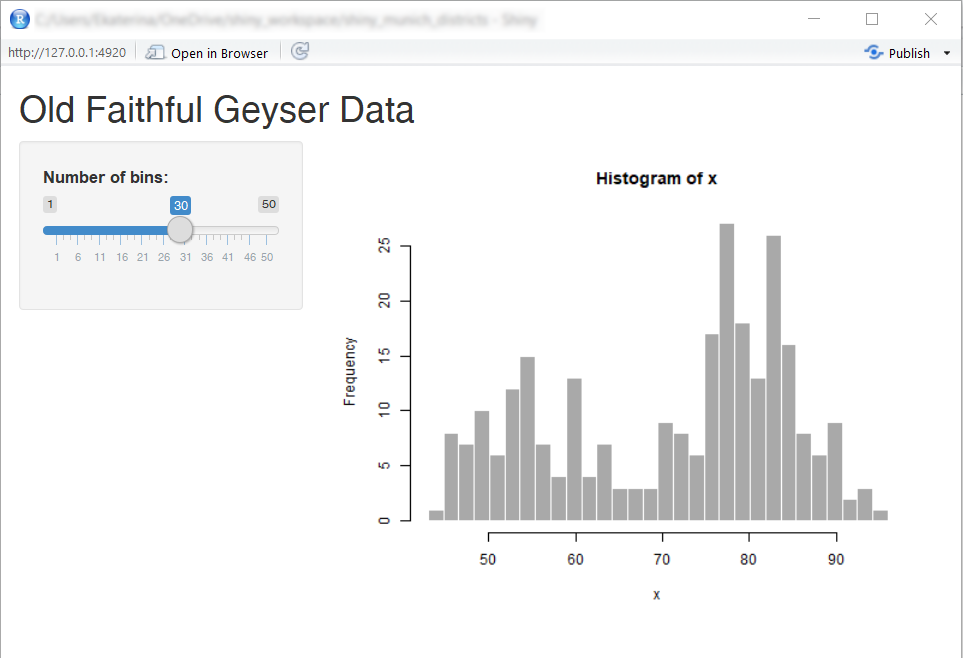 R
http://127.0.0.1:4920 Open in Browser Publish
Old Faithful Geyser Data
Number of bins:
1 30 50
1 6 11 16 21 26 31 36 41 46 50
Histogram of x
Frequency
25
20
15
10
5
0
50 60 70 80 90
x